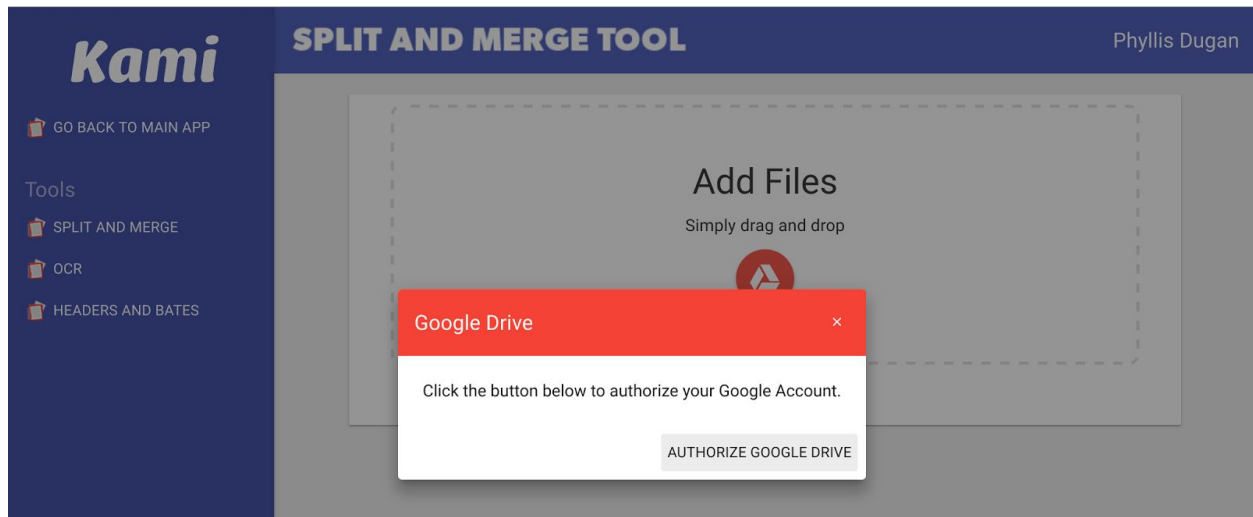 Kami
SPLIT AND MERGE TOOL
Phyllis Dugan
GO BACK TO MAIN APP
Tools
SPLIT AND MERGE
OCR
HEADERS AND BATES
Add Files
Simply drag and drop
Google Drive
×
Click the button below to authorize your Google Account.
AUTHORIZE GOOGLE DRIVE